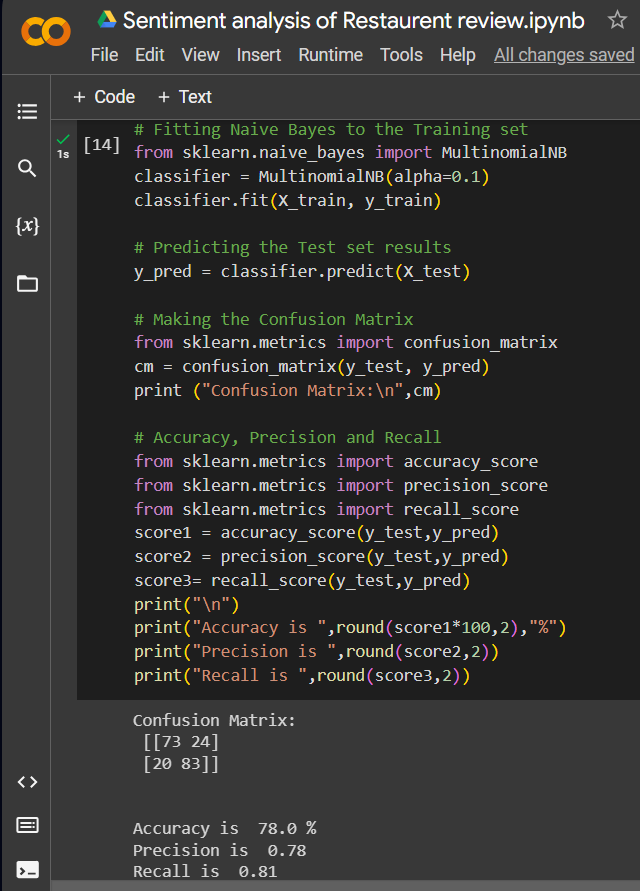 Sentiment analysis of Restaurent review.ipynb
File Edit View Insert Runtime Tools Help All changes saved
+ Code + Text
1s
[14]
# Fitting Naive Bayes to the Training set
from sklearn.naive_bayes import MultinomialNB
classifier = MultinomialNB(alpha=0.1)
classifier.fit(X_train, y_train)
# Predicting the Test set results
y_pred = classifier.predict(X_test)
# Making the Confusion Matrix
from sklearn.metrics import confusion_matrix
cm = confusion_matrix(y_test, y_pred)
print ("Confusion Matrix:\n",cm)
# Accuracy, Precision and Recall
from sklearn.metrics import accuracy_score
from sklearn.metrics import precision_score
from sklearn.metrics import recall_score
score1 = accuracy_score(y_test,y_pred)
score2 = precision_score(y_test,y_pred)
score3= recall_score(y_test,y_pred)
print("\n")
print("Accuracy is ",round(score1*100,2),"%")
print("Precision is ",round(score2,2))
print("Recall is ",round(score3,2))
Confusion Matrix:
[[73 24]
[20 83]]
Accuracy is  78.0 %
Precision is  0.78
Recall is  0.81
{x}